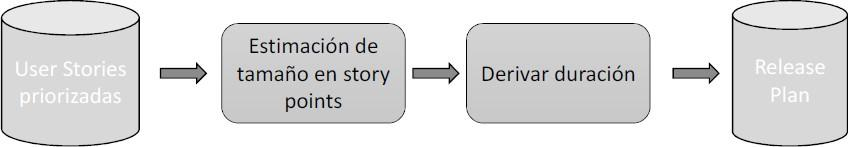 User Stories
priorizadas
Estimación de
tamaño en story
points
Derivar duración
Release
Plan